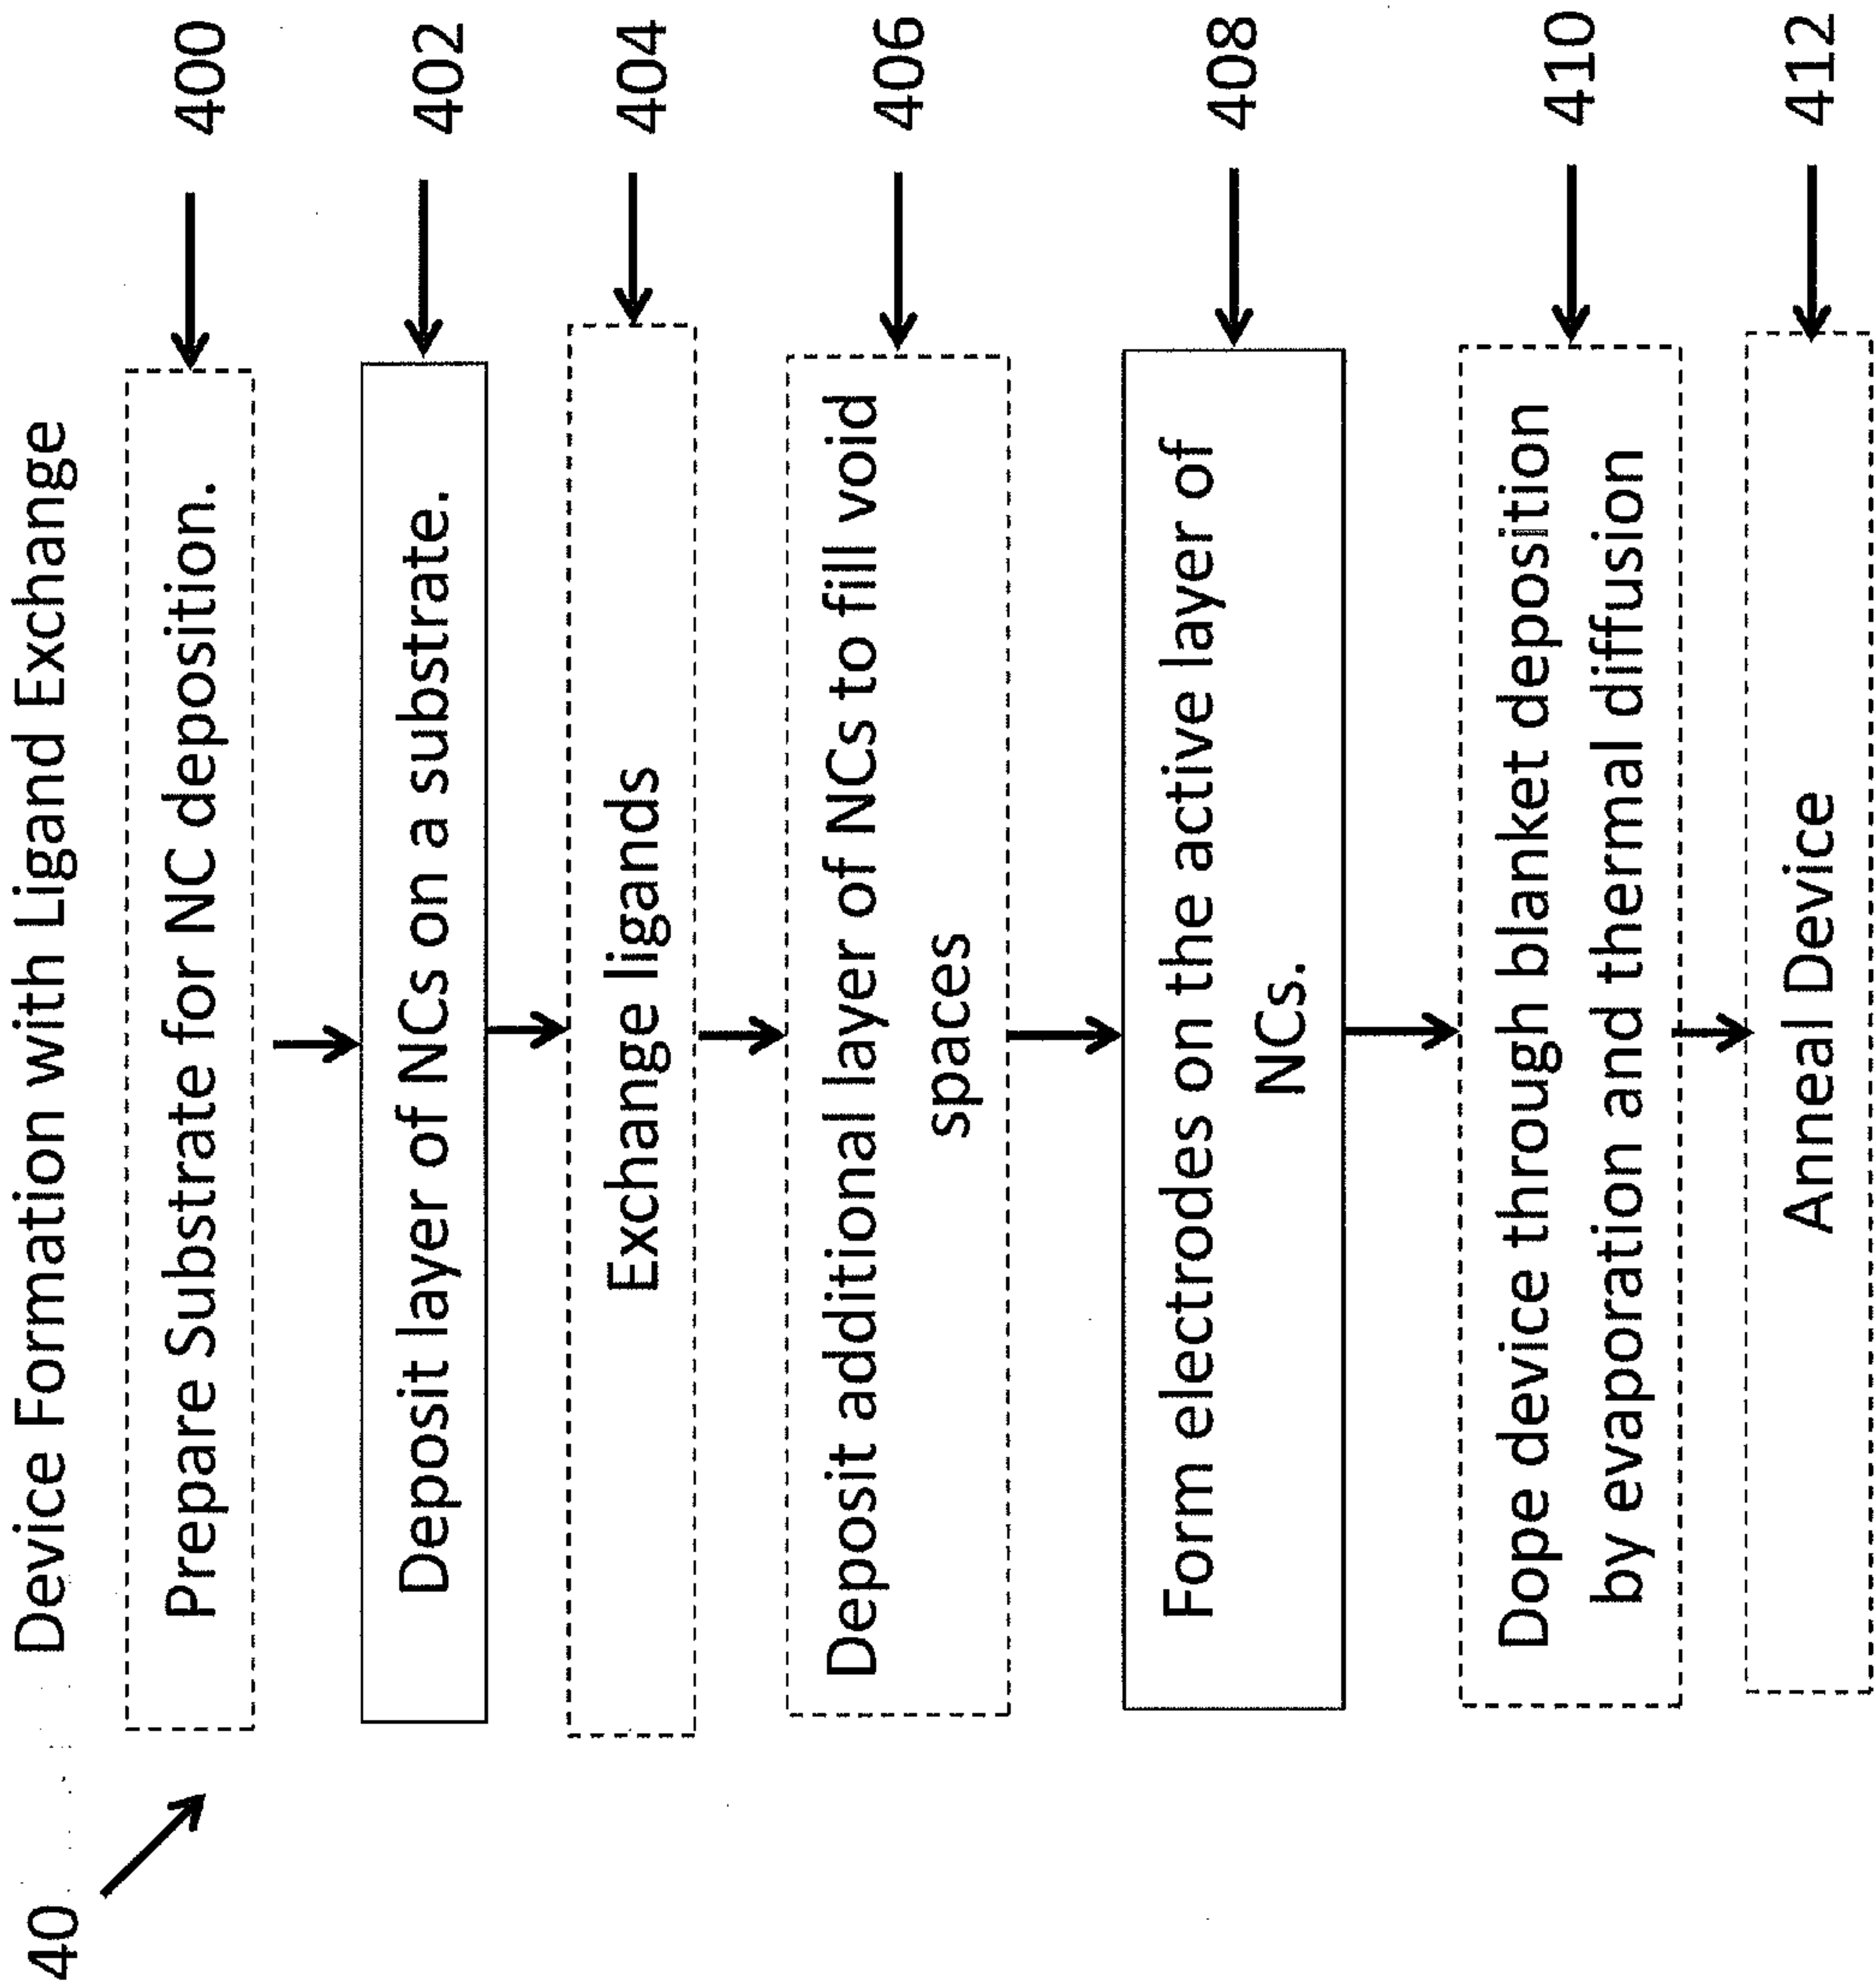 40
Device Formation with Ligand Exchange
Prepare Substrate for NC deposition.
400
Deposit layer of NCs on a substrate.
402
Exchange ligands
404
Deposit additional layer of NCs to fill void
spaces
406
Form electrodes on the active layer of
NCs.
408
Dope device through blanket deposition
by evaporation and thermal diffusion
410
Anneal Device
412